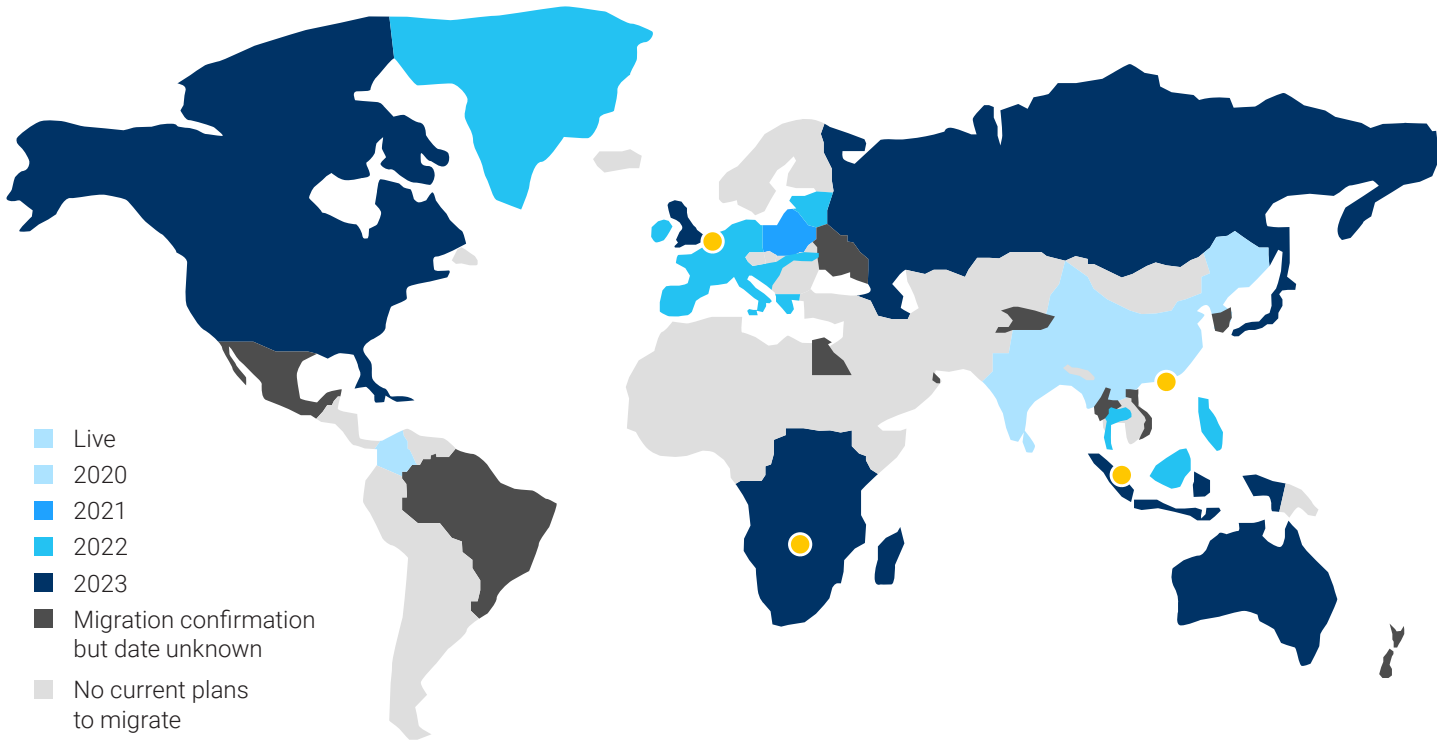 Live
2020
2021
2022
2023
Migration confirmation
but date unknown
No current plans
to migrate